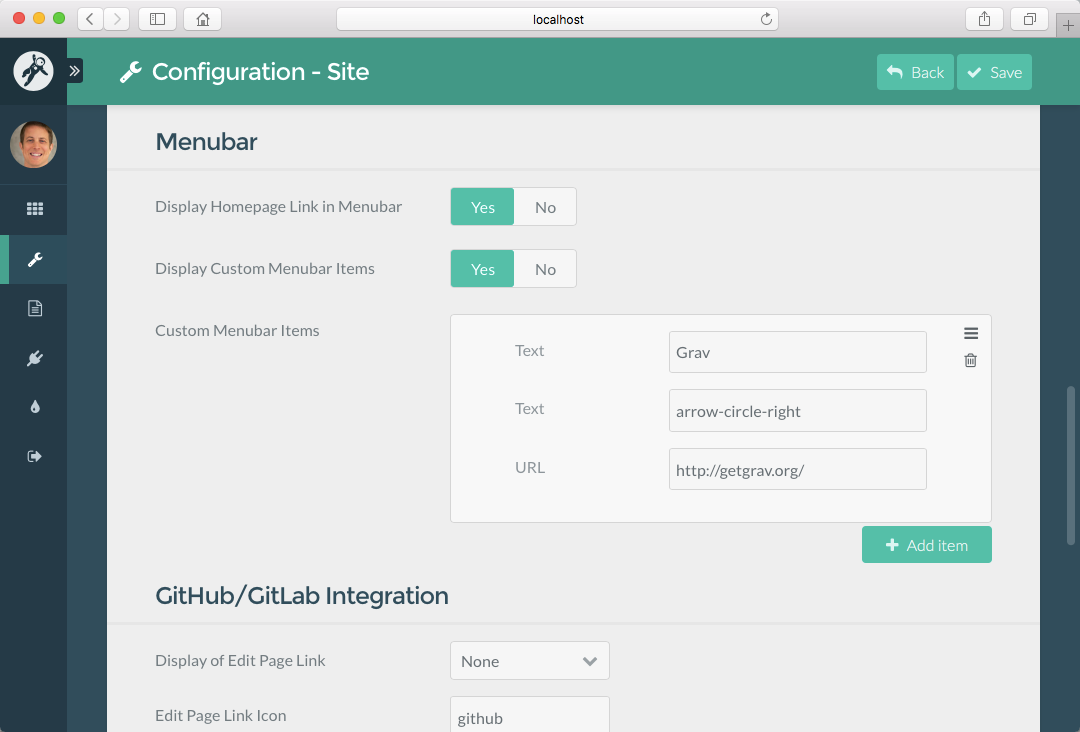 localhost
Configuration - Site
Back
Save
Menubar
Display Homepage Link in Menubar
Yes
No
Display Custom Menubar Items
Yes
No
Custom Menubar Items
Text
Grav
Text
arrow-circle-right
URL
http://getgrav.org/
Add item
GitHub/GitLab Integration
Display of Edit Page Link
None
Edit Page Link Icon
github